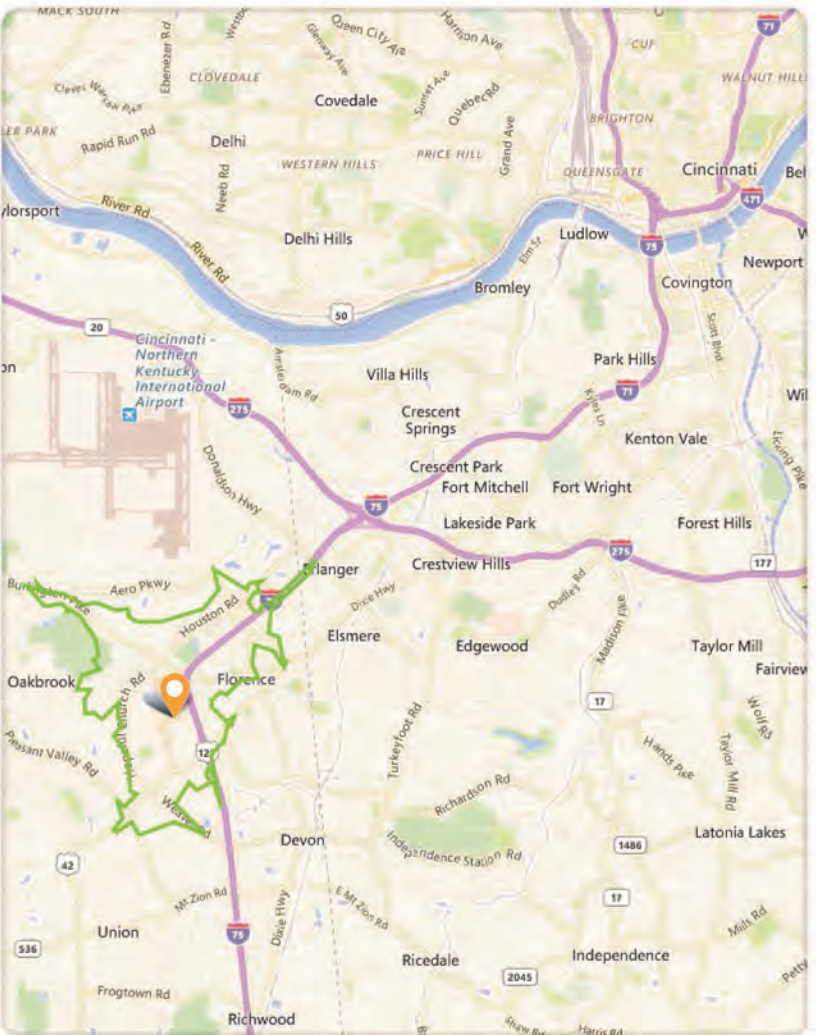 MACK SOUTH
Ebenezer Rd
Queen City Ave
Glenway Ave
Harrison Ave
CUF
71
CLOVEDALE
WALNUT HILL
Covedale
Sunset Ave
Quebec Rd
BRIGHTON
Rapid Run Rd
Delhi
WESTERN HILLS
PRICE HILL
Grand Ave
QUEENSGATE
Cincinnati
Bel
Neeb Rd
471
ylorsport
River Rd
Delhi Hills
Elm St
Ludlow
75
River Rd
Newport
Bromley
Covington
50
Scott Blvd
20
Cincinnati -
Northern
Kentucky
International
Airport
Amsterdam Rd
Villa Hills
Park Hills
71
Kyles Ln
Wil
275
Crescent
Springs
Kenton Vale
Licking Pike
Donaldson Hwy
Crescent Park
Fort Mitchell
Fort Wright
75
Lakeside Park
Forest Hills
275
177
Erlanger
Crestview Hills
Burlington Pike
Aero Pkwy
Houston Rd
Dixie Hwy
Dudley Rd
Madison Pike
Elsmere
Edgewood
Taylor Mill
Fairview
Oakbrook
Florence
17
Wolf Rd
Pleasant Valley Rd
Turkeyfoot Rd
Hands Pike
Taylor Mill Rd
12
Richardson Rd
Devon
Independence Station Rd
1486
Latonia Lakes
42
Mt Zion Rd
E Mt Zion Rd
17
Dixie Hwy
Union
75
Mills Rd
536
Ricedale
Independence
2045
Petty
Frogtown Rd
Richwood
Shaw Rd
Harris Rd